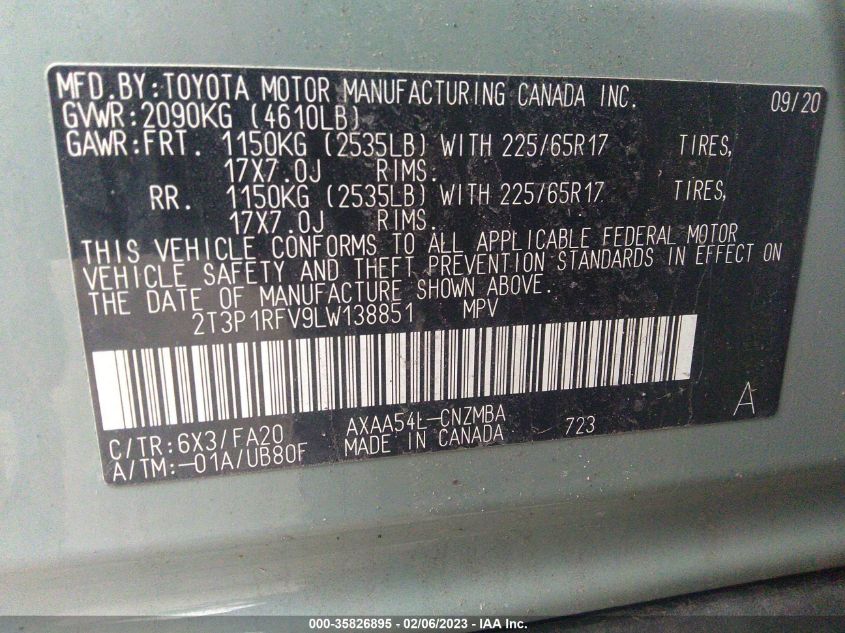 MFD.BY:TOYOTA MOTOR MANUFACTURING CANADA INC. 09/20
GVWR:2090KG (4610LB)
GAWR:FRT. 1150KG (2535LB) WITH 225/65R17 TIRES,
17X7.0J RIMS.
RR. 1150KG (2535LB) WITH 225/65R17 TIRES,
17X7.0J RIMS.
THIS VEHICLE CONFORMS TO ALL APPLICABLE FEDERAL MOTOR
VEHICLE SAFETY AND THEFT PREVENTION STANDARDS IN EFFECT ON
THE DATE OF MANUFACTURE SHOWN ABOVE.
2T3P1RFV9LW138851 MPV
C/TR:6X3/FA20 AXAA54L-CNZMBA A
A/TM:-01A/UB80F MADE IN CANADA 723
000-35826895 - 02/06/2023 - IAA Inc.